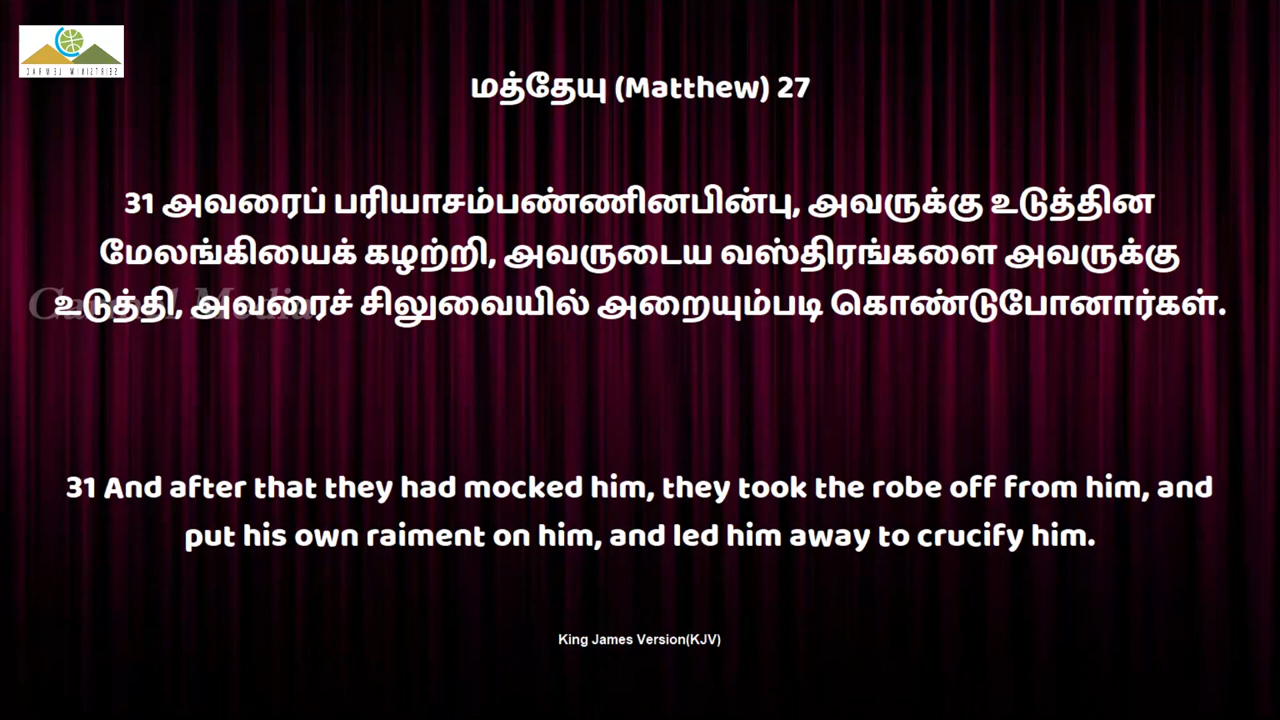 மத்தேயு (Matthew) 27
31 அவரைப் பரியாசம்பண்ணினபின்பு, அவருக்கு உடுத்தின
மேலங்கியைக் கழற்றி, அவருடைய வஸ்திரங்களை அவருக்கு
உடுத்தி, அவரைச் சிலுவையில் அறையும்படி கொண்டுபோனார்கள்.
31 And after that they had mocked him, they took the robe off from him, and
put his own raiment on him, and led him away to crucify him.
King James Version(KJV)